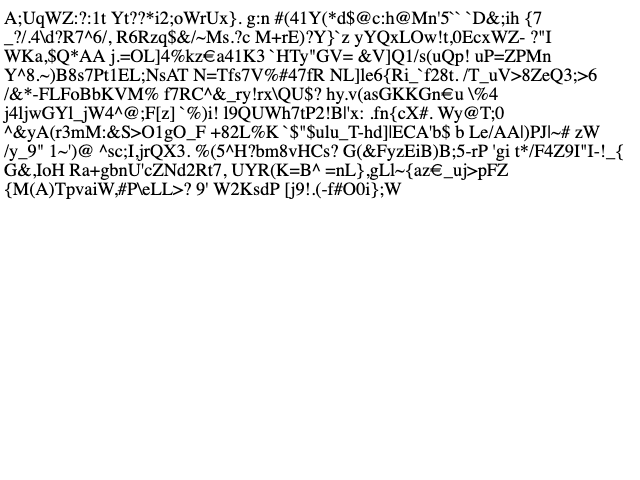 A;UqWZ:?:1t Yt??*i2;oWrUx}. g:n #(41Y(*d$@c:h@Mn'5`` `D&;ih {7
_?/.4\d?R7^6/, R6Rzq$&/~Ms.?c M+rE)?Y}`z yYQxLOw!t,0EcxWZ- ?"I
WKa,$Q*AA j.=OL]4%kz€a41K3`HTy"GV= &V]Q1/s(uQp! uP=ZPMn
Y^8.~)B8s7Pt1EL;NsAT N=Tfs7V%#47fR NL]le6{Ri_`f28t. /T_uV>8ZeQ3;>6
/&*-FLFoBbKVM% f7RC^&_ry!rx\QU$? hy.v(asGKKGn€u \%4
j4ljwGYl_jW4^@;F[z] `%)i! l9QUWh7tP2!B|'x: .fn{cX#. Wy@T;0
^&yA(r3mM:&S>O1gO_F +82L%K `$"$ulu_T-hd]|ECA'b$ b Le/AA|)PJ|~# zW
/y_9" 1~')@ ^sc;I,jrQX3. %(5^H?bm8vHCs? G(&FyzEiB)B;5-rP 'gi t*/F4Z9I"I-!_{
G&,IoH Ra+gbnU'cZNd2Rt7, UYR(K=B^ =nL},gLl~{az€_uj>pFZ
{M(A)TpvaiW,#P\eLL>? 9' W2KsdP [j9!.(-f#O0i};W